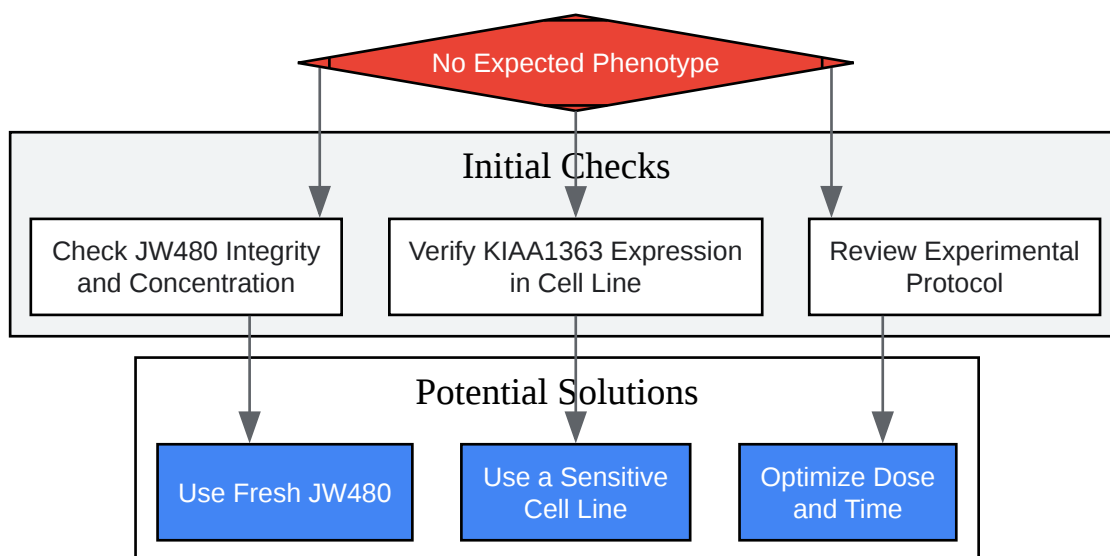 No Expected Phenotype
Initial Checks
Check JW480 Integrity
and Concentration
Verify KIAA1363 Expression
in Cell Line
Review Experimental
Protocol
Potential Solutions
Use Fresh JW480
Use a Sensitive
Cell Line
Optimize Dose
and Time